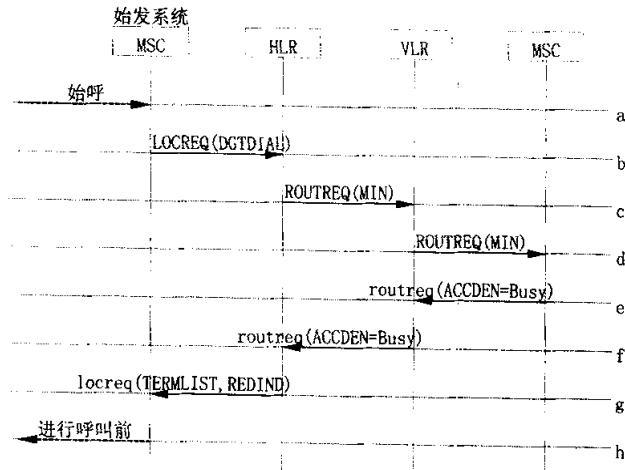 始发系统
MSC HLR VLR MSC
始呼
a
LOCREQ(DGTDIAL)
b
ROUTREQ(MIN)
c
ROUTREQ(MIN)
d
routreq(ACCDEN=Busy)
e
routreq(ACCDEN=Busy)
f
locreq(TERMLIST,REDIND)
g
进行呼叫前
h